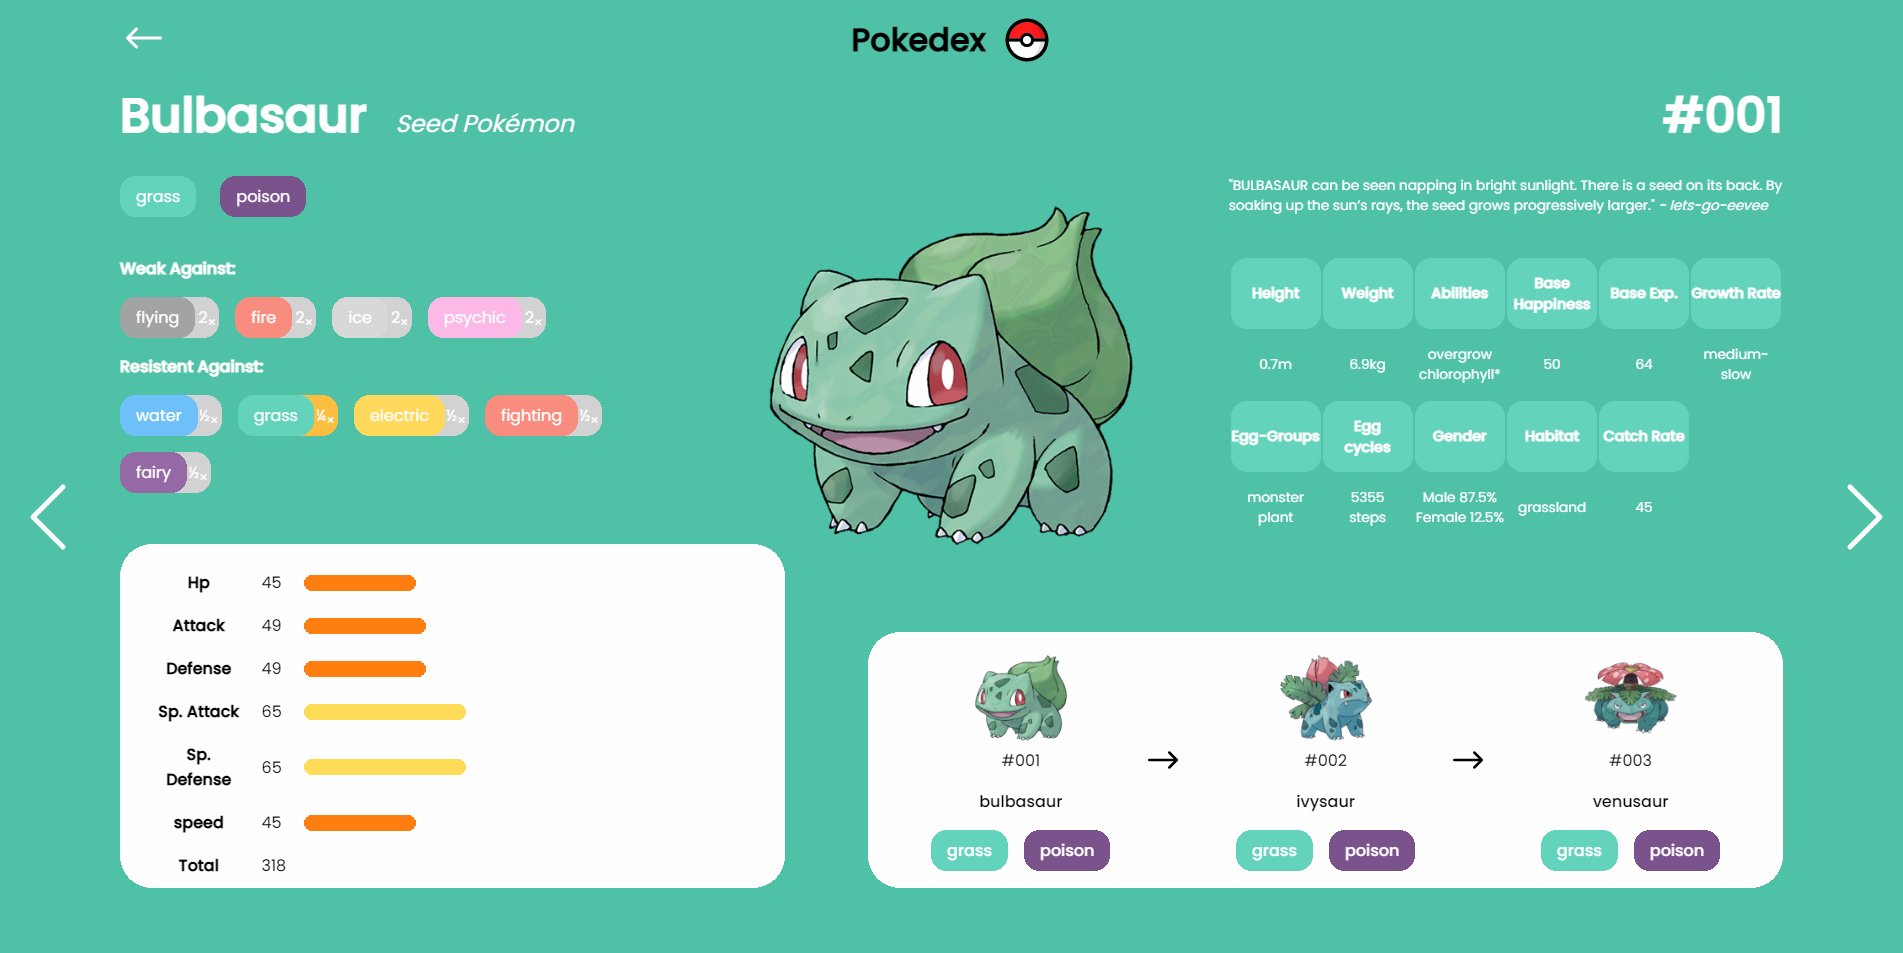 Pokedex
Bulbasaur Seed Pokémon
#001
grass poison
Weak Against:
flying 2x fire 2x ice 2x psychic 2x
Resistent Against:
water ½x grass ¼x electric ½x fighting ½x
fairy ½x
"BULBASAUR can be seen napping in bright sunlight. There is a seed on its back. By
soaking up the sun’s rays, the seed grows progressively larger." - lets-go-eevee
Height Weight Abilities Base Happiness Base Exp. Growth Rate
0.7m 6.9kg overgrow chlorophyll* 50 64 medium-slow
Egg-Groups Egg cycles Gender Habitat Catch Rate
monster plant 5355 steps Male 87.5% Female 12.5% grassland 45
Hp 45
Attack 49
Defense 49
Sp. Attack 65
Sp. Defense 65
speed 45
Total 318
#001 → #002 → #003
bulbasaur ivysaur venusaur
grass poison grass poison grass poison